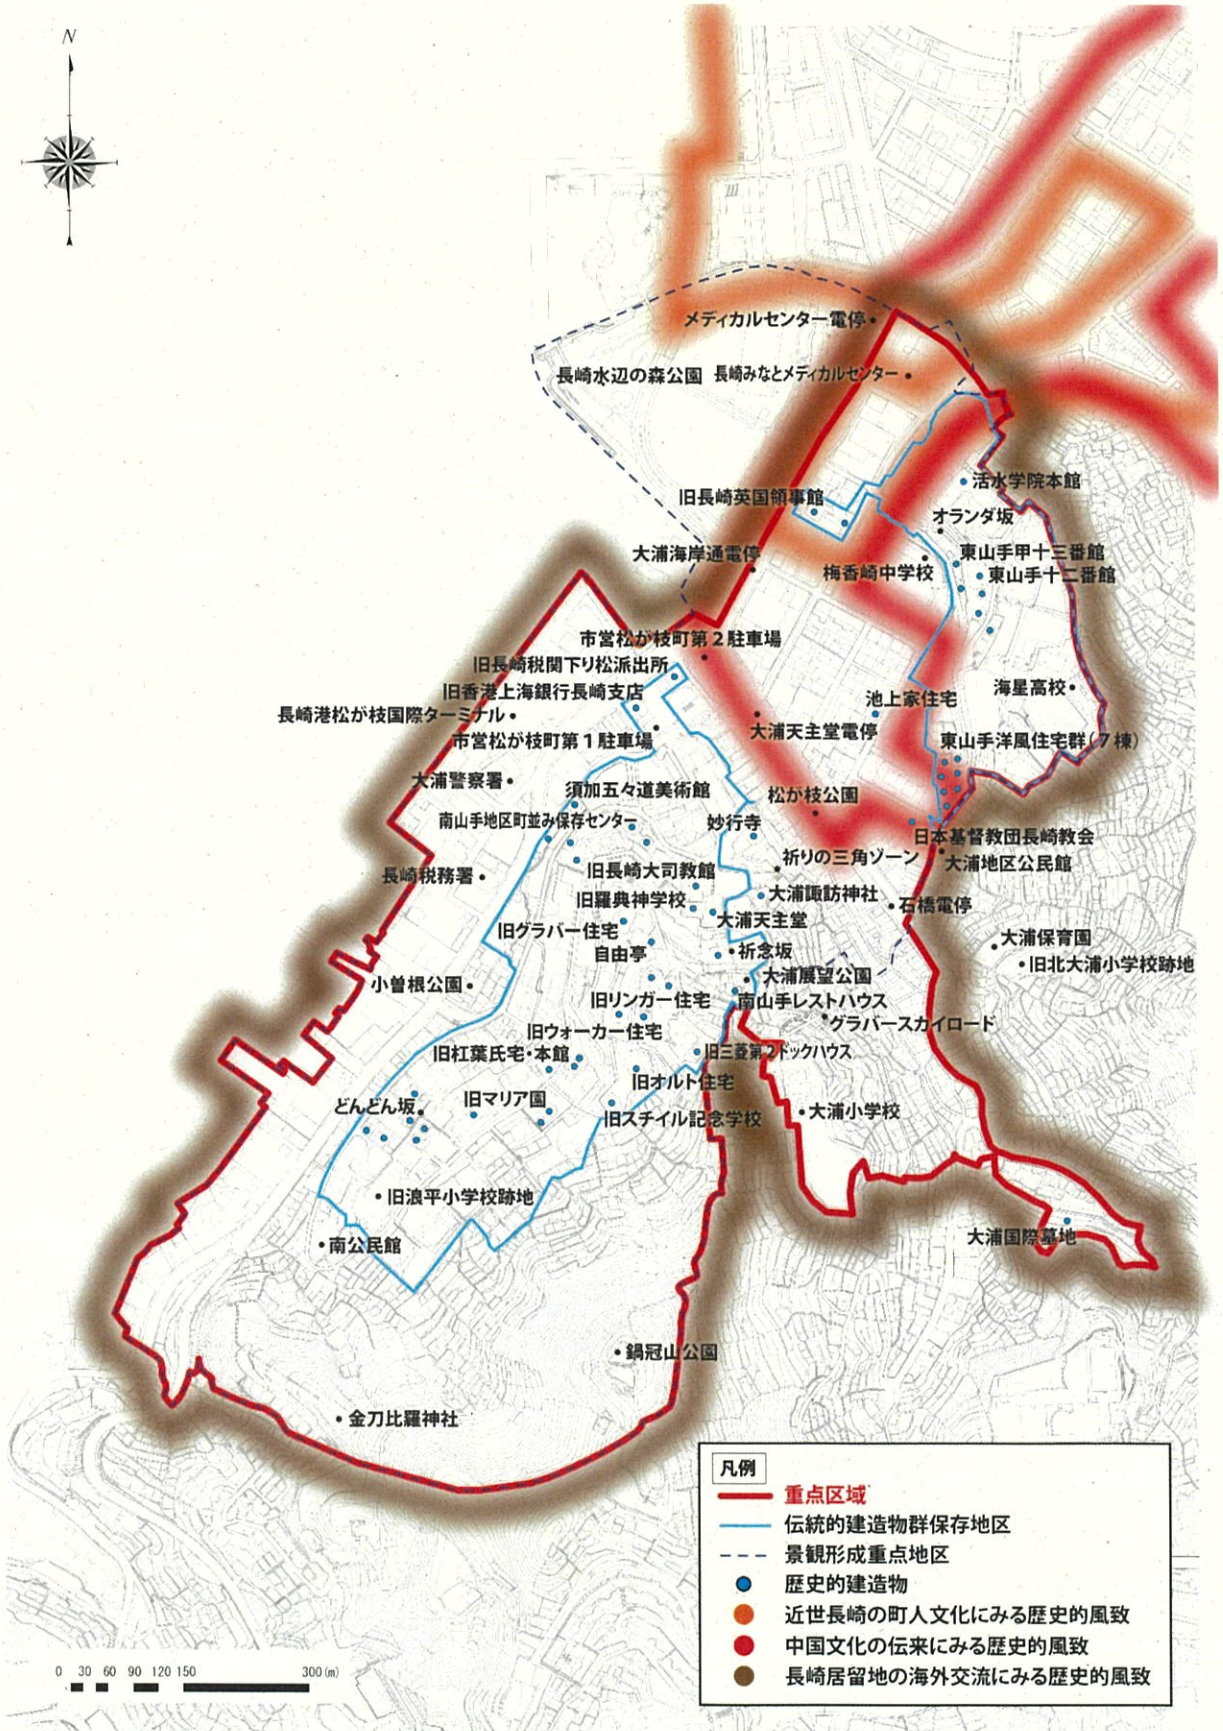 N
メディカルセンター電停
長崎水辺の森公園
長崎みなとメディカルセンター
活水学院本館
旧長崎英国領事館
オランダ坂
大浦海岸通電停
東山手甲十三番館
梅香崎中学校
東山手十二番館
市営松が枝町第2駐車場
旧長崎税関下り松派出所
旧香港上海銀行長崎支店
海星高校
池上家住宅
長崎港松が枝国際ターミナル
大浦天主堂電停
市営松が枝町第1駐車場
東山手洋風住宅群(7棟)
大浦警察署
須加五々道美術館
松が枝公園
南山手地区町並み保存センター
妙行寺
日本基督教団長崎教会
祈りの三角ゾーン
大浦地区公民館
長崎税務署
旧長崎大司教館
旧羅典神学校
大浦諏訪神社
石橋電停
大浦天主堂
旧グラバー住宅
大浦保育園
自由亭
祈念坂
旧北大浦小学校跡地
小曽根公園
大浦展望公園
旧リンガー住宅
南山手レストハウス
グラバースカイロード
旧ウォーカー住宅
旧杠葉氏宅・本館
旧三菱第2ドックハウス
旧オルト住宅
どんどん坂
旧マリア園
旧スチイル記念学校
大浦小学校
旧浪平小学校跡地
大浦国際墓地
南公民館
鍋冠山公園
金刀比羅神社
凡例
重点区域
伝統的建造物群保存地区
景観形成重点地区
歴史的建造物
近世長崎の町人文化にみる歴史的風致
中国文化の伝来にみる歴史的風致
長崎居留地の海外交流にみる歴史的風致
0 30 60 90 120 150 300(m)